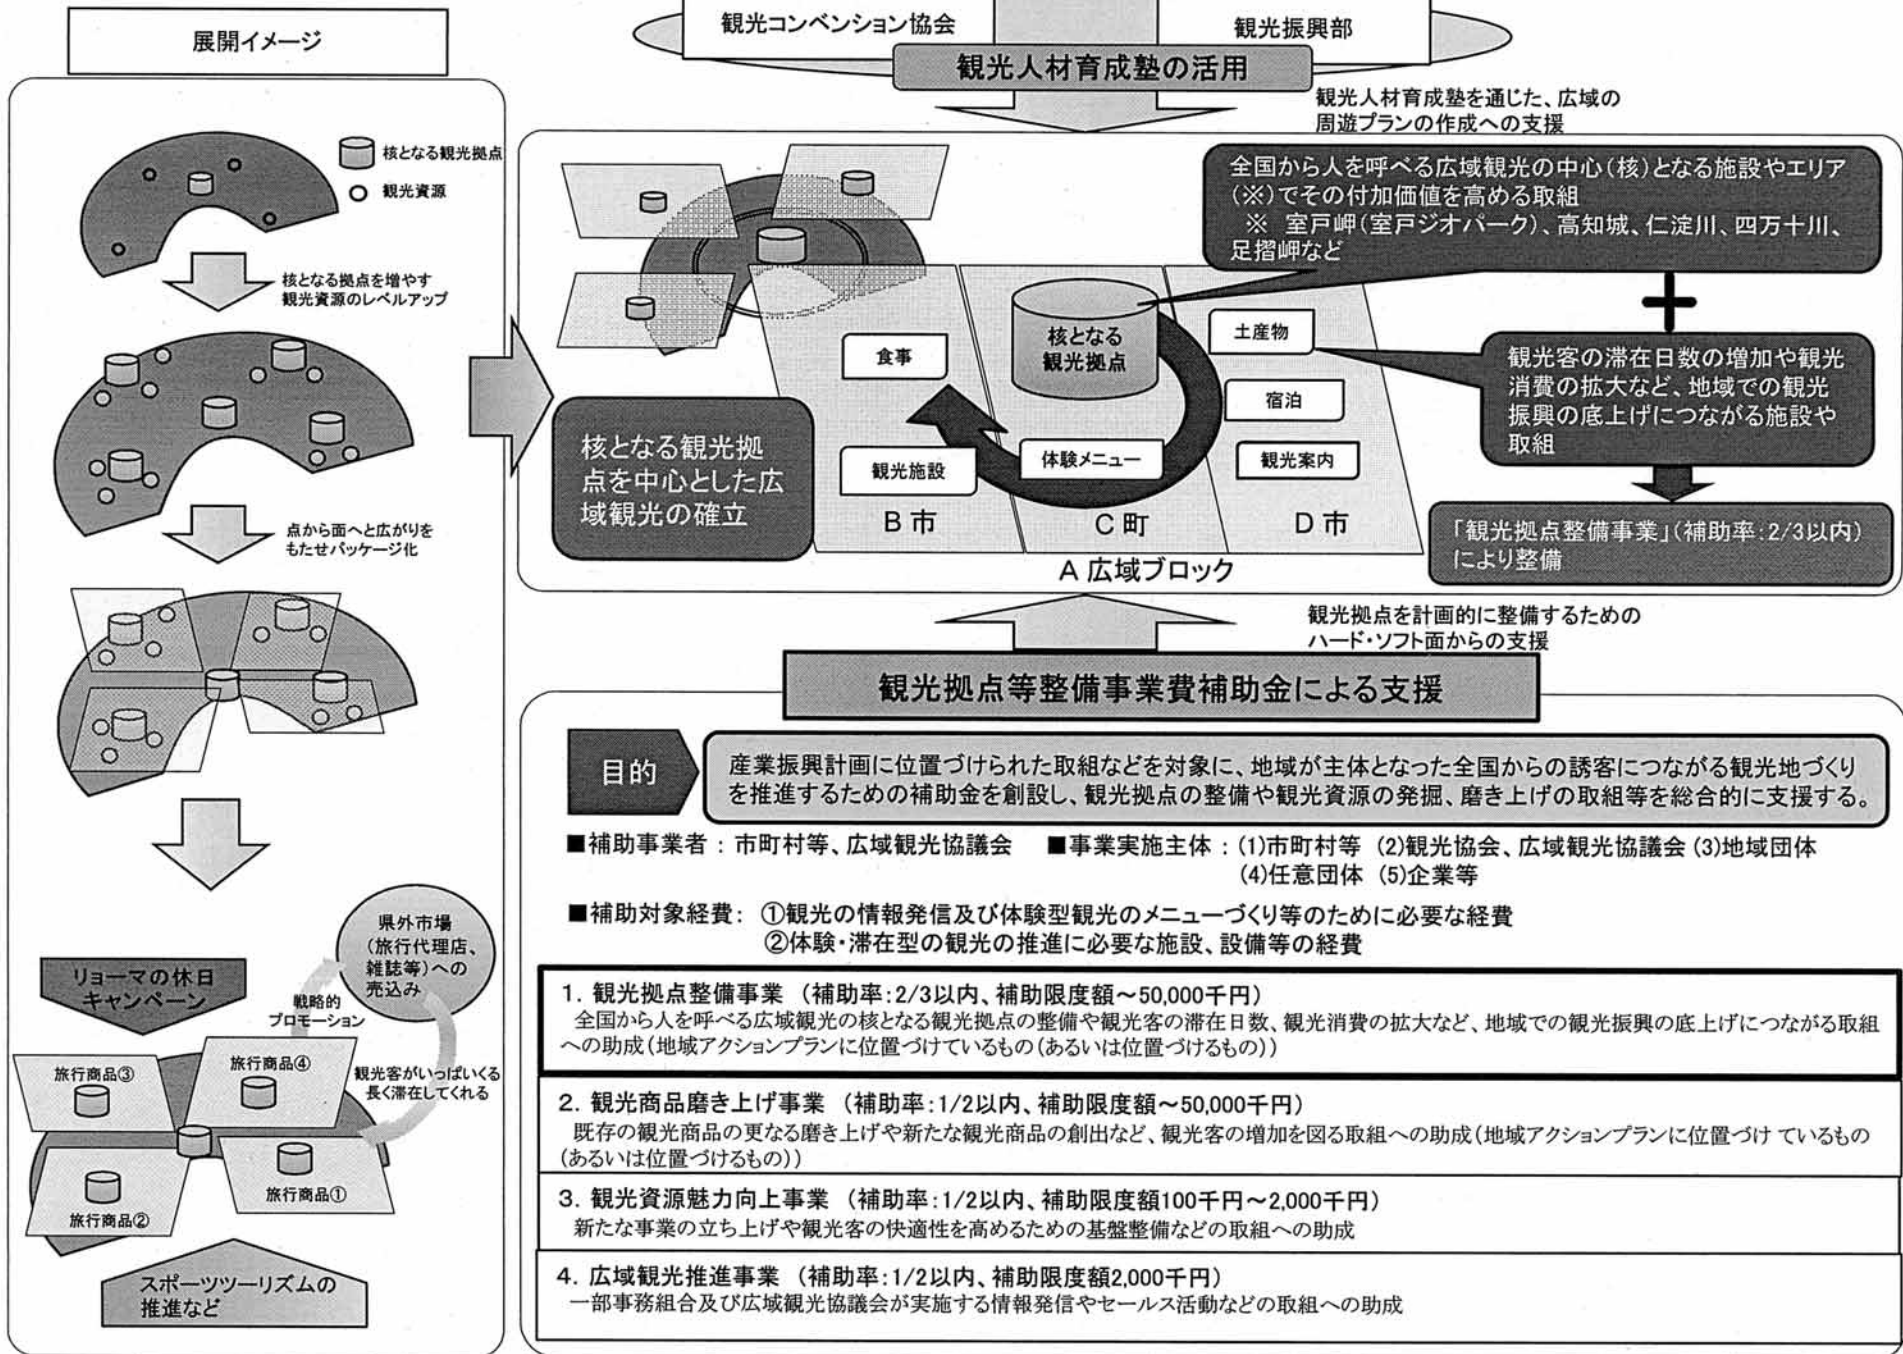 展開イメージ
核となる観光拠点
観光資源
核となる拠点を増やす
観光資源のレベルアップ
点から面へと広がりを
もたせパッケージ化
県外市場
(旅行代理店、
雑誌等)への
売込み
リョーマの休日
キャンペーン
戦略的
プロモーション
旅行商品③
旅行商品④
観光客がいっぱいくる
長く滞在してくれる
旅行商品②
旅行商品①
スポーツツーリズムの
推進など
観光コンベンション協会
観光振興部
観光人材育成塾の活用
観光人材育成塾を通じた、広域の
周遊プランの作成への支援
全国から人を呼べる広域観光の中心(核)となる施設やエリア
(※)でその付加価値を高める取組
※ 室戸岬(室戸ジオパーク)、高知城、仁淀川、四万十川、
足摺岬など
+
観光客の滞在日数の増加や観光
消費の拡大など、地域での観光
振興の底上げにつながる施設や
取組
「観光拠点整備事業」(補助率:2/3以内)
により整備
核となる
観光拠点
食事
土産物
宿泊
観光施設
体験メニュー
観光案内
B 市
C 町
D 市
A 広域ブロック
核となる観光拠
点を中心とした広
域観光の確立
観光拠点を計画的に整備するための
ハード・ソフト面からの支援
観光拠点等整備事業費補助金による支援
目的
産業振興計画に位置づけられた取組などを対象に、地域が主体となった全国からの誘客につながる観光地づくり
を推進するための補助金を創設し、観光拠点の整備や観光資源の発掘、磨き上げの取組等を総合的に支援する。
■補助事業者 : 市町村等、広域観光協議会 ■事業実施主体 : (1)市町村等 (2)観光協会、広域観光協議会 (3)地域団体
(4)任意団体 (5)企業等
■補助対象経費: ①観光の情報発信及び体験型観光のメニューづくり等のために必要な経費
②体験・滞在型の観光の推進に必要な施設、設備等の経費
1. 観光拠点整備事業 (補助率:2/3以内、補助限度額～50,000千円)
全国から人を呼べる広域観光の核となる観光拠点の整備や観光客の滞在日数、観光消費の拡大など、地域での観光振興の底上げにつながる取組
への助成(地域アクションプランに位置づけているもの(あるいは位置づけるもの))
2. 観光商品磨き上げ事業 (補助率:1/2以内、補助限度額～50,000千円)
既存の観光商品の更なる磨き上げや新たな観光商品の創出など、観光客の増加を図る取組への助成(地域アクションプランに位置づけ ているもの
(あるいは位置づけるもの))
3. 観光資源魅力向上事業 (補助率:1/2以内、補助限度額100千円～2,000千円)
新たな事業の立ち上げや観光客の快適性を高めるための基盤整備などの取組への助成
4. 広域観光推進事業 (補助率:1/2以内、補助限度額2,000千円)
一部事務組合及び広域観光協議会が実施する情報発信やセールス活動などの取組への助成